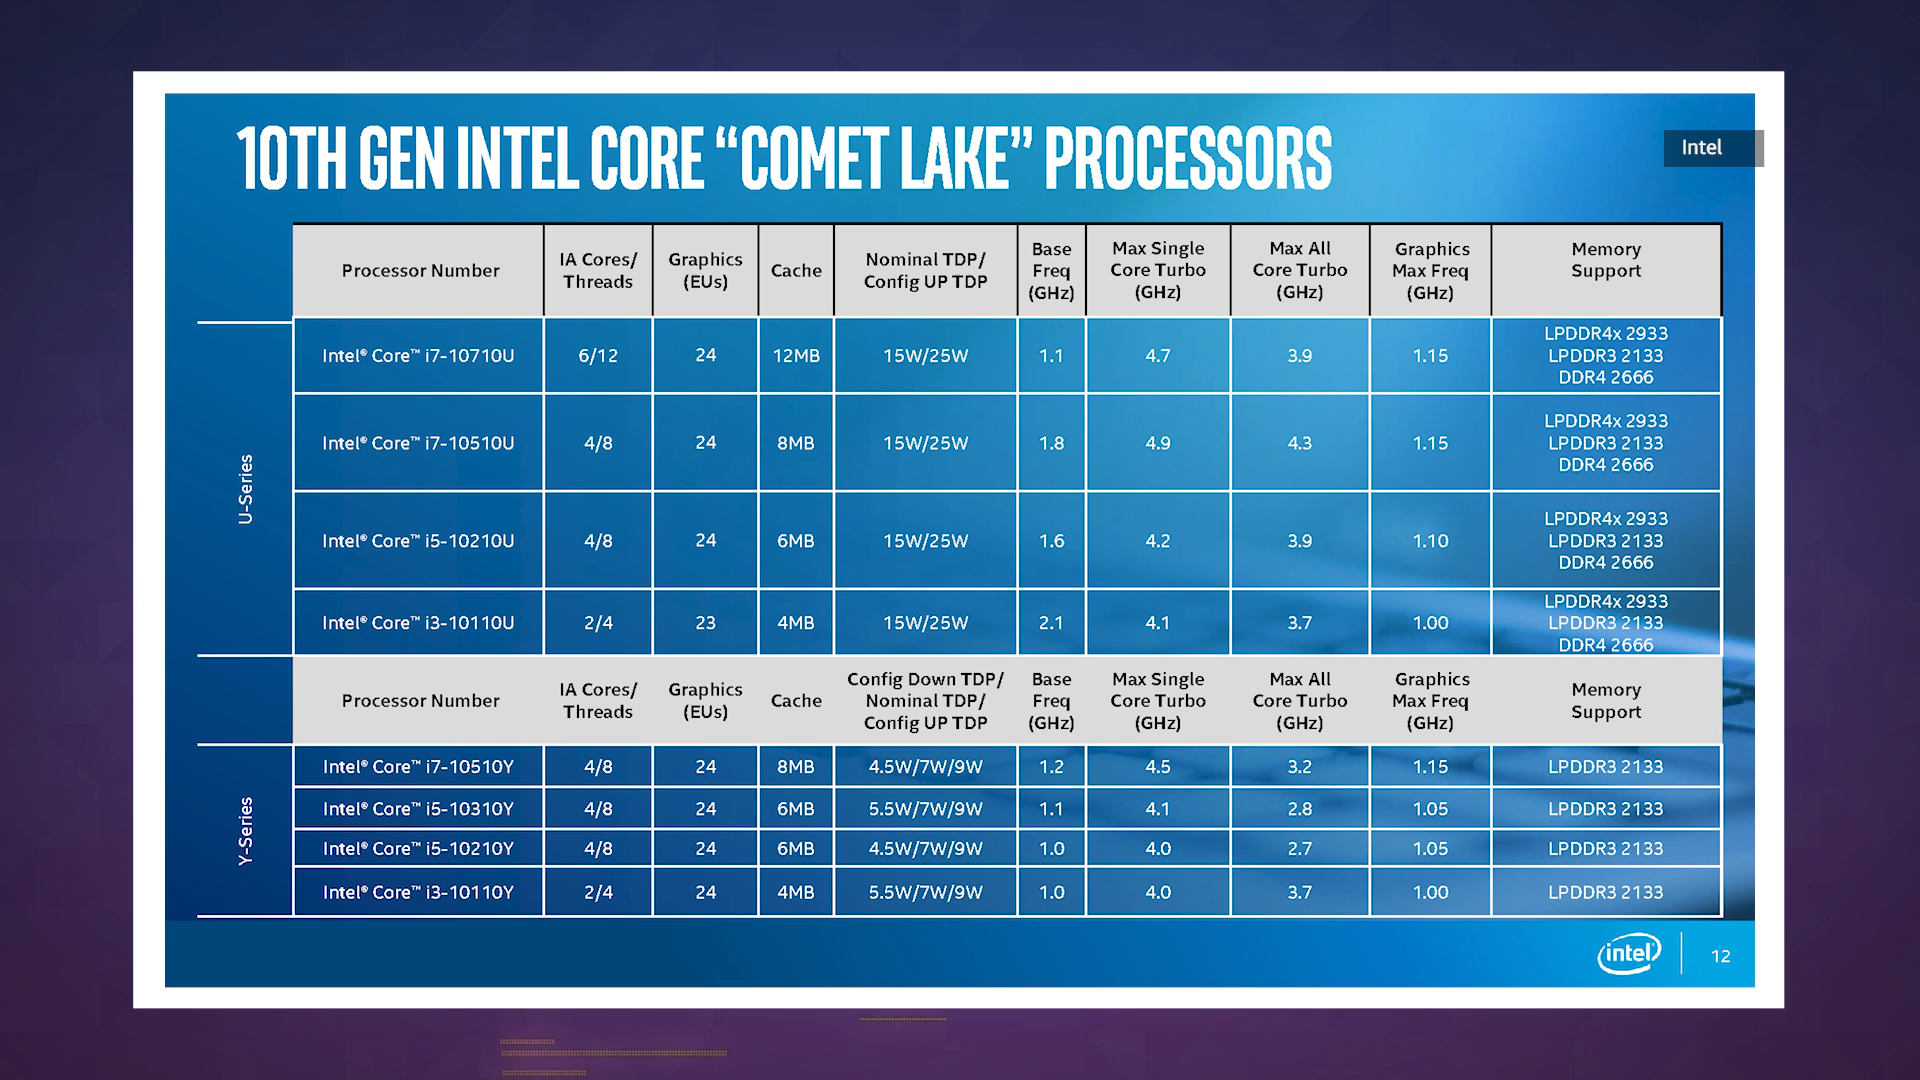 10TH GEN INTEL CORE “COMET LAKE” PROCESSORS
Intel
Processor Number IA Cores/ Threads Graphics (EUs) Cache Nominal TDP/ Config UP TDP Base Freq (GHz) Max Single Core Turbo (GHz) Max All Core Turbo (GHz) Graphics Max Freq (GHz) Memory Support
U-Series
Intel® Core™ i7-10710U 6/12 24 12MB 15W/25W 1.1 4.7 3.9 1.15 LPDDR4x 2933 LPDDR3 2133 DDR4 2666
Intel® Core™ i7-10510U 4/8 24 8MB 15W/25W 1.8 4.9 4.3 1.15 LPDDR4x 2933 LPDDR3 2133 DDR4 2666
Intel® Core™ i5-10210U 4/8 24 6MB 15W/25W 1.6 4.2 3.9 1.10 LPDDR4x 2933 LPDDR3 2133 DDR4 2666
Intel® Core™ i3-10110U 2/4 23 4MB 15W/25W 2.1 4.1 3.7 1.00 LPDDR4x 2933 LPDDR3 2133 DDR4 2666
Processor Number IA Cores/ Threads Graphics (EUs) Cache Config Down TDP/ Nominal TDP/ Config UP TDP Base Freq (GHz) Max Single Core Turbo (GHz) Max All Core Turbo (GHz) Graphics Max Freq (GHz) Memory Support
Y-Series
Intel® Core™ i7-10510Y 4/8 24 8MB 4.5W/7W/9W 1.2 4.5 3.2 1.15 LPDDR3 2133
Intel® Core™ i5-10310Y 4/8 24 6MB 5.5W/7W/9W 1.1 4.1 2.8 1.05 LPDDR3 2133
Intel® Core™ i5-10210Y 4/8 24 6MB 4.5W/7W/9W 1.0 4.0 2.7 1.05 LPDDR3 2133
Intel® Core™ i3-10110Y 2/4 24 4MB 5.5W/7W/9W 1.0 4.0 3.7 1.00 LPDDR3 2133
intel 12